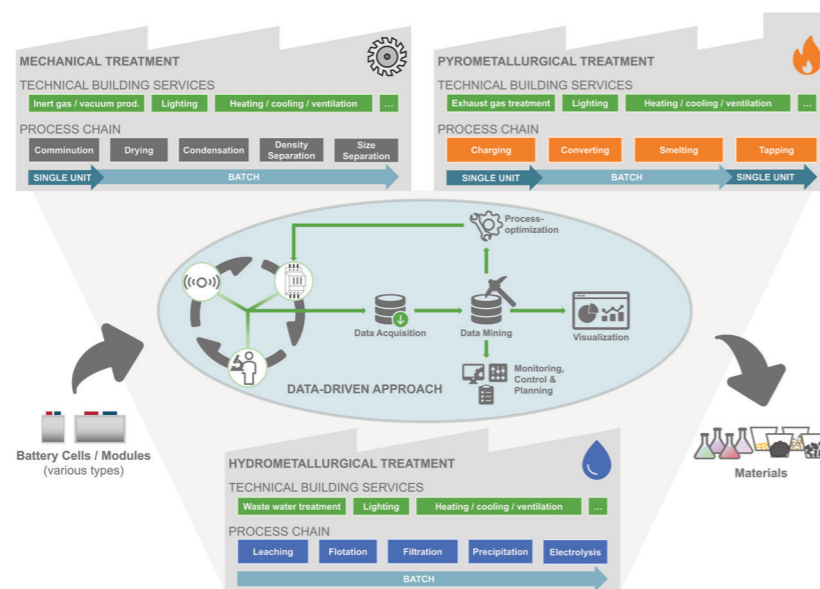 MECHANICAL TREATMENT
TECHNICAL BUILDING SERVICES
Inert gas / vacuum prod. Lighting Heating / cooling / ventilation ...
PROCESS CHAIN
Comminution Drying Condensation Density Separation Size Separation
SINGLE UNIT BATCH
PYROMETALLURGICAL TREATMENT
TECHNICAL BUILDING SERVICES
Exhaust gas treatment Lighting Heating / cooling / ventilation ...
PROCESS CHAIN
Charging Converting Smelting Tapping
SINGLE UNIT BATCH SINGLE UNIT
Process-
optimization
Data Acquisition
Data Mining
Visualization
Monitoring,
Control &
Planning
DATA-DRIVEN APPROACH
Battery Cells / Modules
(various types)
Materials
HYDROMETALLURGICAL TREATMENT
TECHNICAL BUILDING SERVICES
Waste water treatment Lighting Heating / cooling / ventilation ...
PROCESS CHAIN
Leaching Flotation Filtration Precipitation Electrolysis
BATCH